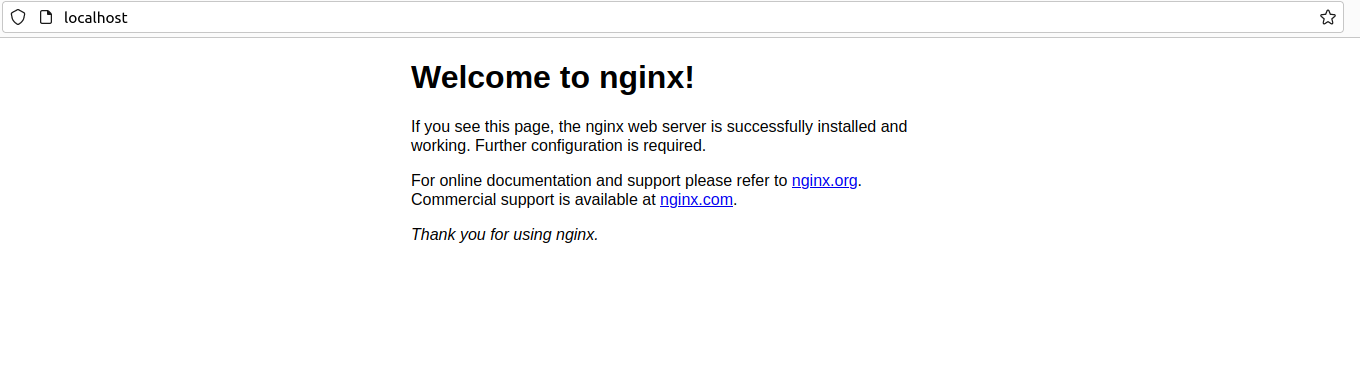 localhost
Welcome to nginx!
If you see this page, the nginx web server is successfully installed and
working. Further configuration is required.
For online documentation and support please refer to nginx.org.
Commercial support is available at nginx.com.
Thank you for using nginx.